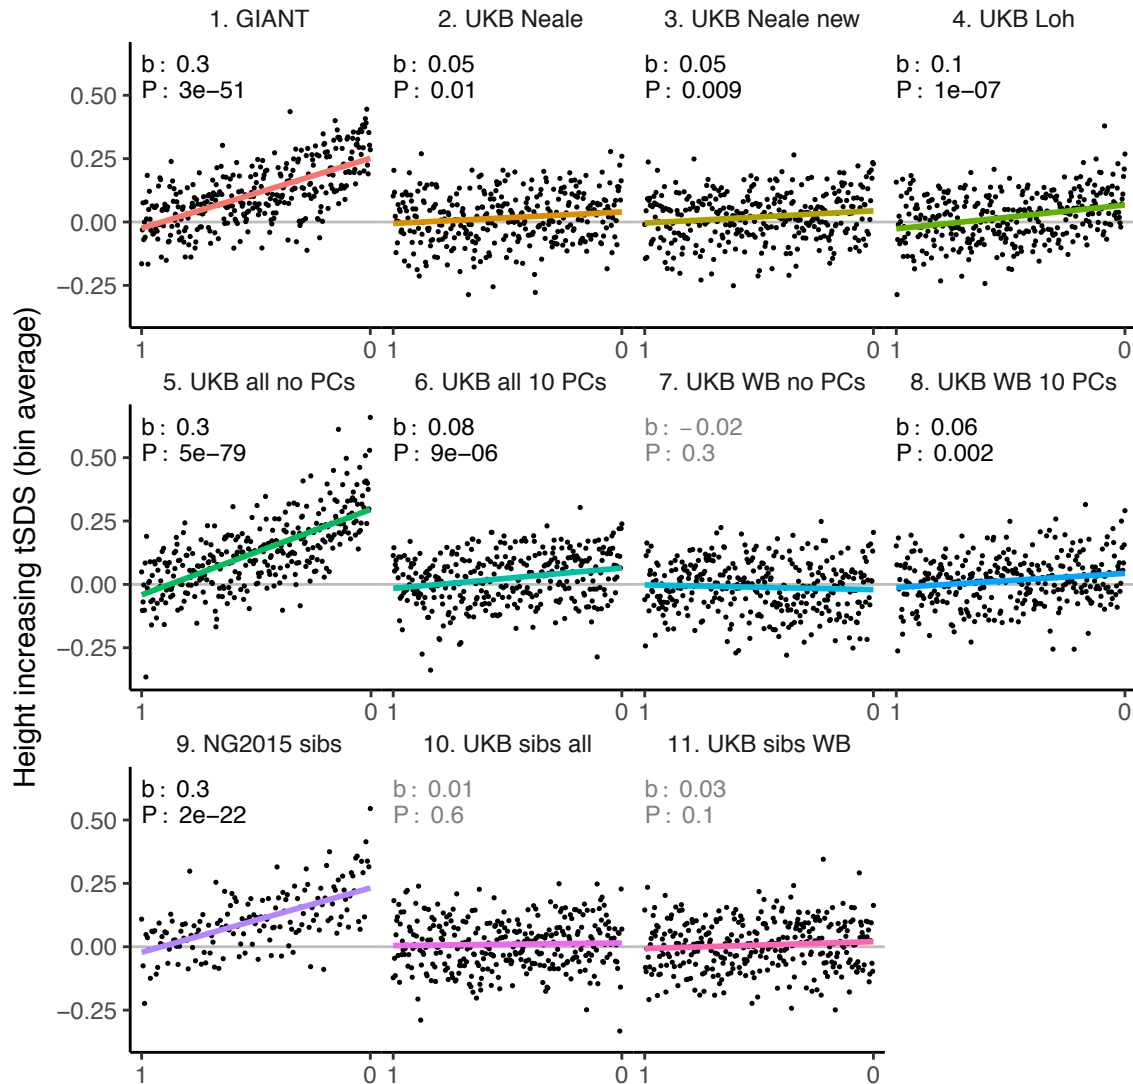 1. GIANT
2. UKB Neale
3. UKB Neale new
4. UKB Loh
b: 0.3
P: 3e−51
b: 0.05
P: 0.01
b: 0.05
P: 0.009
b: 0.1
P: 1e−07
0.50
0.25
0.00
−0.25
1 0
1 0
1 0
1 0
5. UKB all no PCs
6. UKB all 10 PCs
7. UKB WB no PCs
8. UKB WB 10 PCs
b: 0.3
P: 5e−79
b: 0.08
P: 9e−06
b: −0.02
P: 0.3
b: 0.06
P: 0.002
0.50
0.25
0.00
−0.25
1 0
1 0
1 0
1 0
9. NG2015 sibs
10. UKB sibs all
11. UKB sibs WB
b: 0.3
P: 2e−22
b: 0.01
P: 0.6
b: 0.03
P: 0.1
0.50
0.25
0.00
−0.25
1 0
1 0
1 0
Height increasing tSDS (bin average)